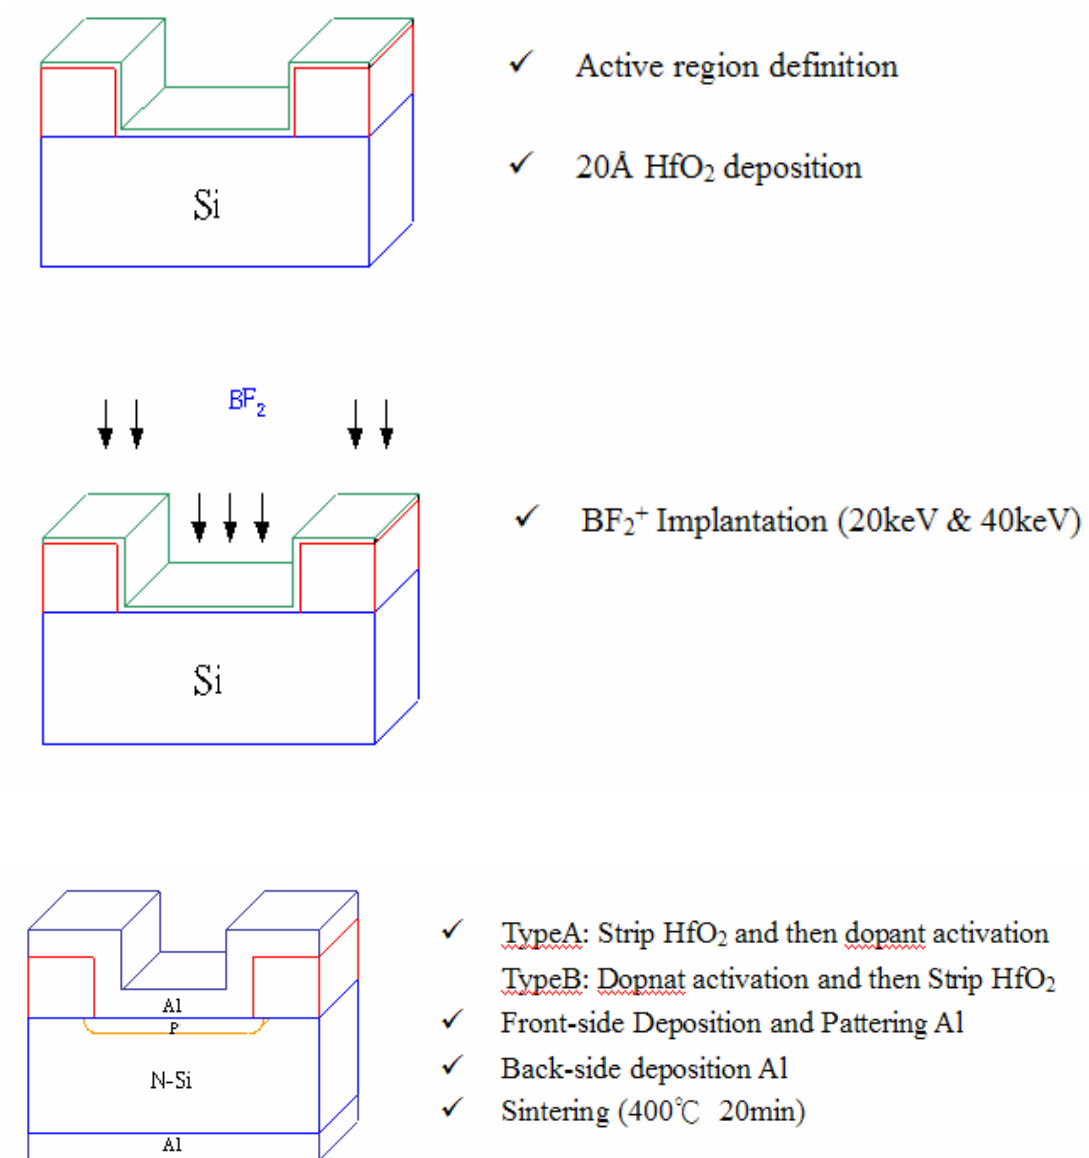 ✓ Active region definition
✓ 20Å HfO₂ deposition
Si
BF₂
✓ BF₂⁺ Implantation (20keV & 40keV)
Si
✓ TypeA: Strip HfO₂ and then dopant activation
TypeB: Dopnat activation and then Strip HfO₂
✓ Front-side Deposition and Pattering Al
✓ Back-side deposition Al
✓ Sintering (400℃ 20min)
Al
P
N-Si
Al